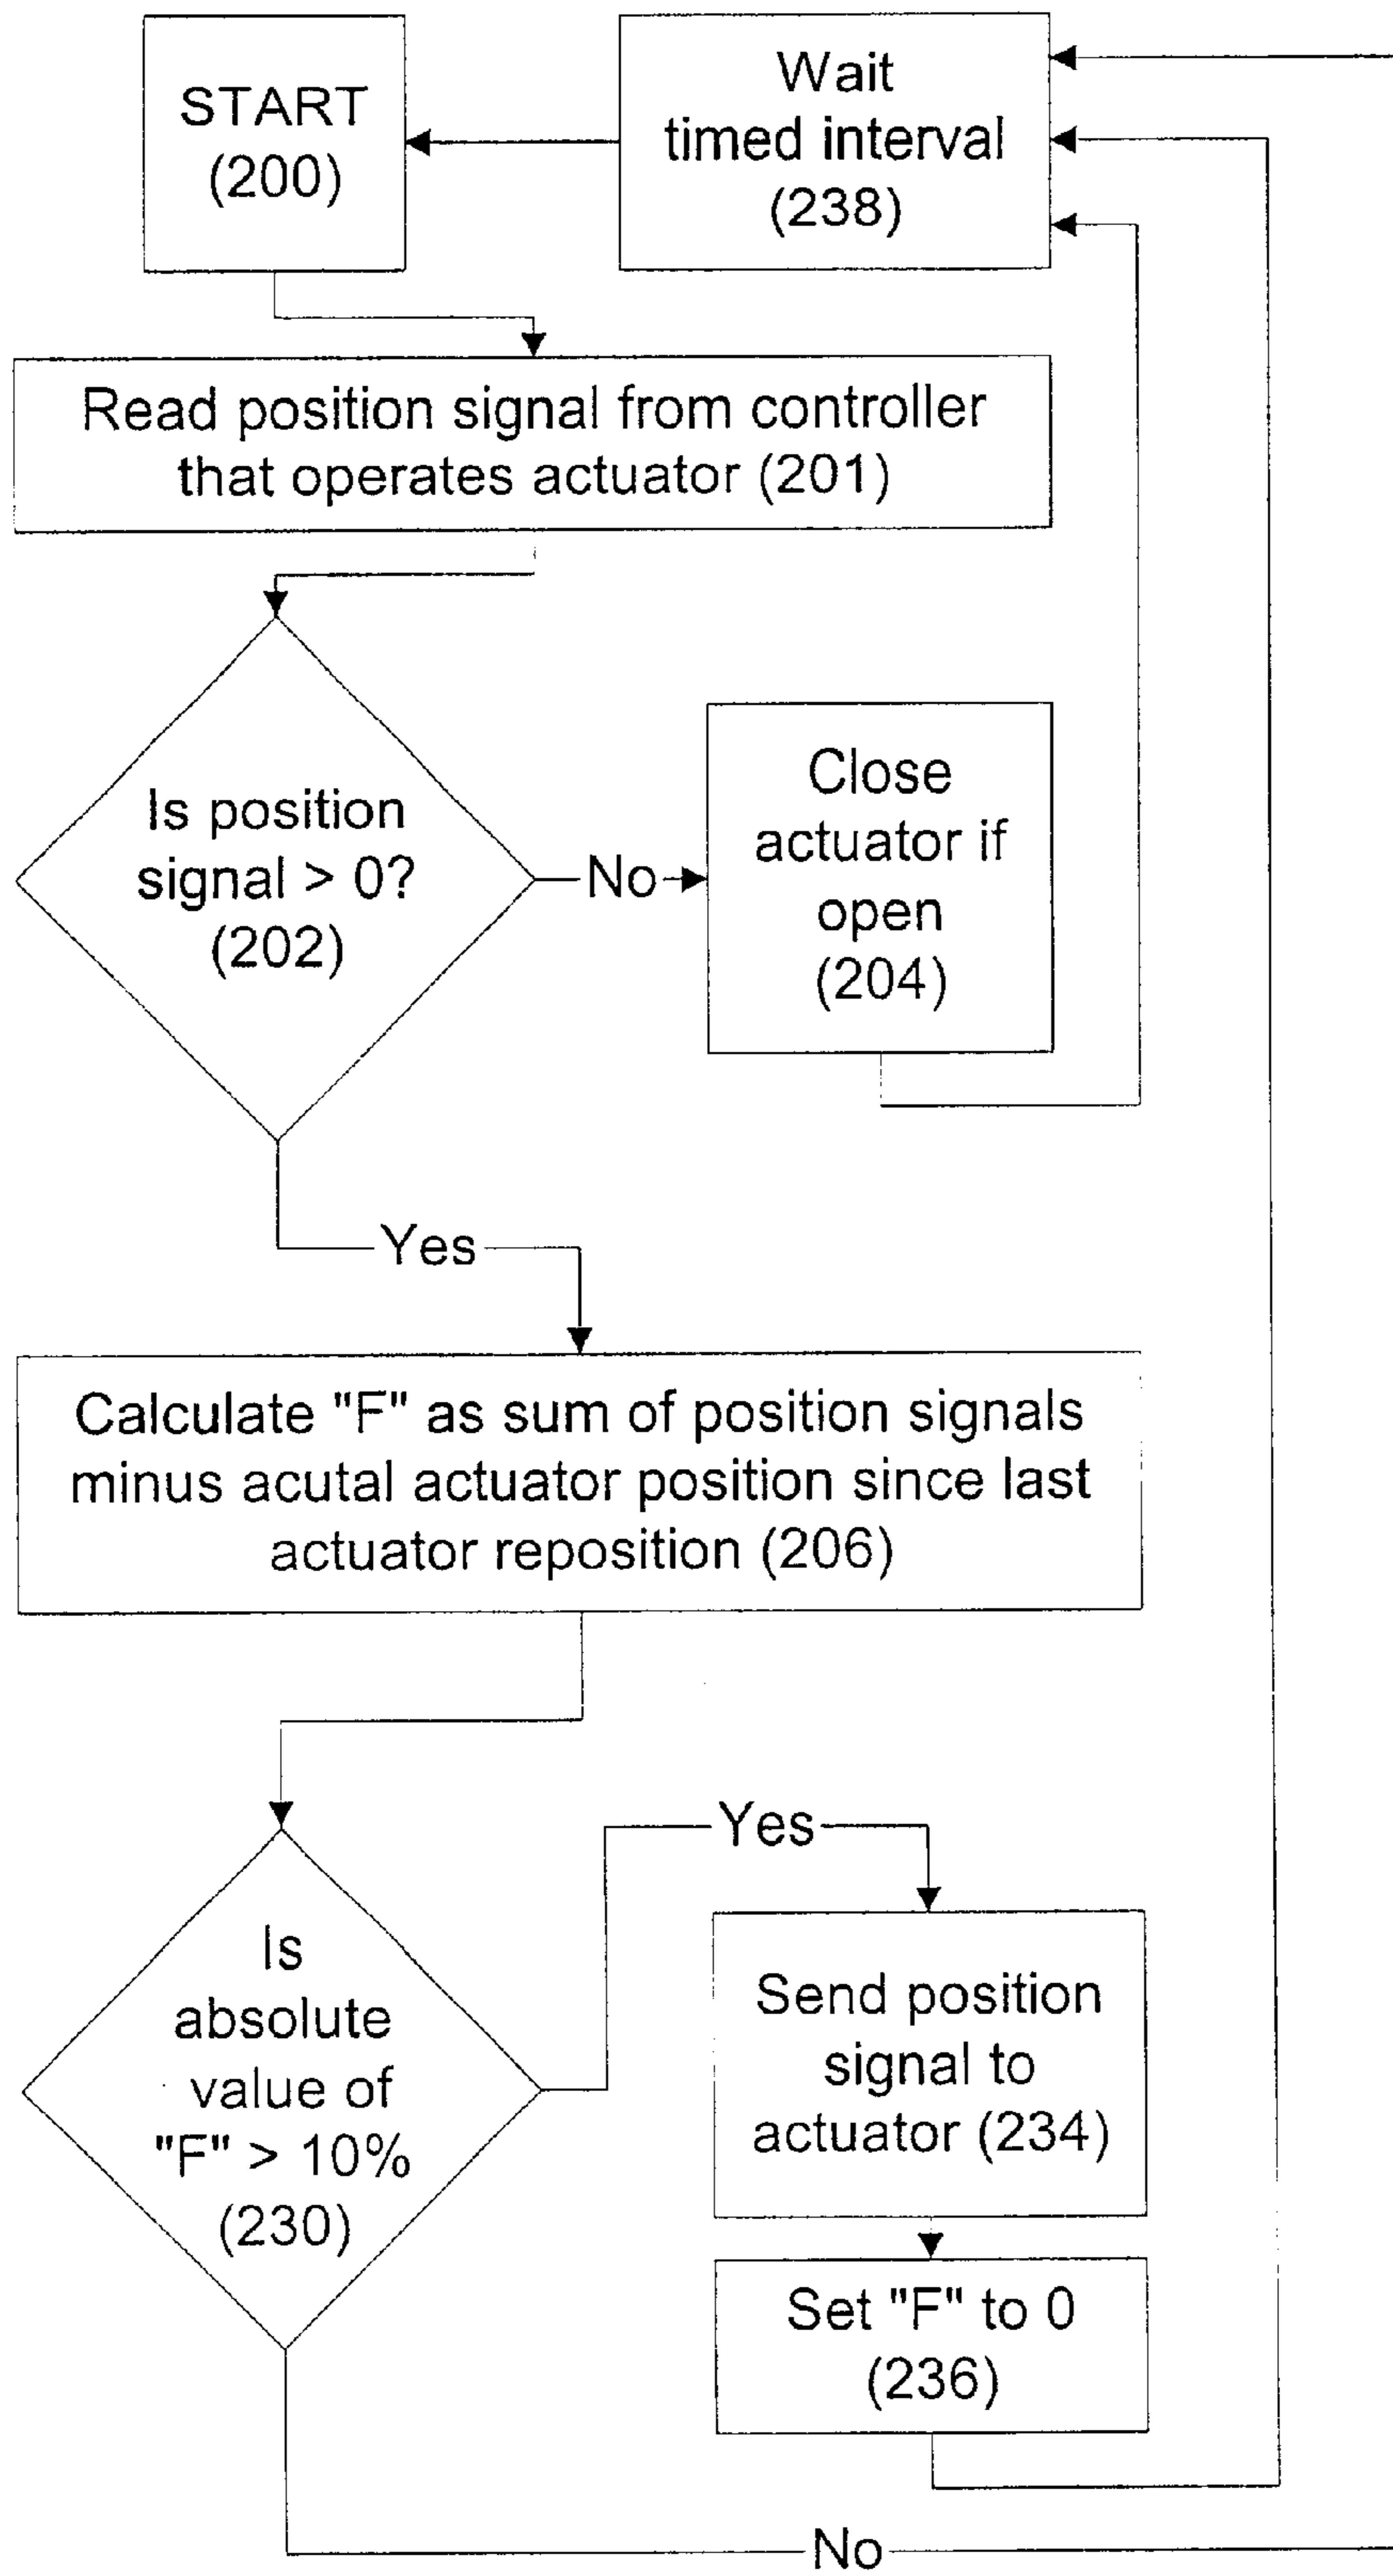 START
(200)
Wait
timed interval
(238)
Read position signal from controller
that operates actuator (201)
Is position
signal > 0?
(202)
No
Close
actuator if
open
(204)
Yes
Calculate "F" as sum of position signals
minus acutal actuator position since last
actuator reposition (206)
Is
absolute
value of
"F" > 10%
(230)
Yes
Send position
signal to
actuator (234)
Set "F" to 0
(236)
No